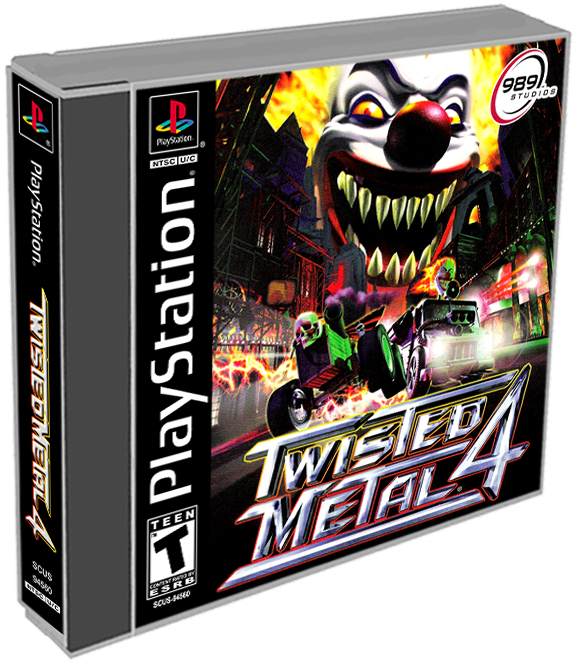 PlayStation.
TWISTED METAL 4
SCUS
94560
NTSC U/C
PlayStation
NTSC U/C
PlayStation
989
STUDIOS
TWISTED
METAL 4
TEEN
T
CONTENT RATED BY
ESRB
SCUS-94560